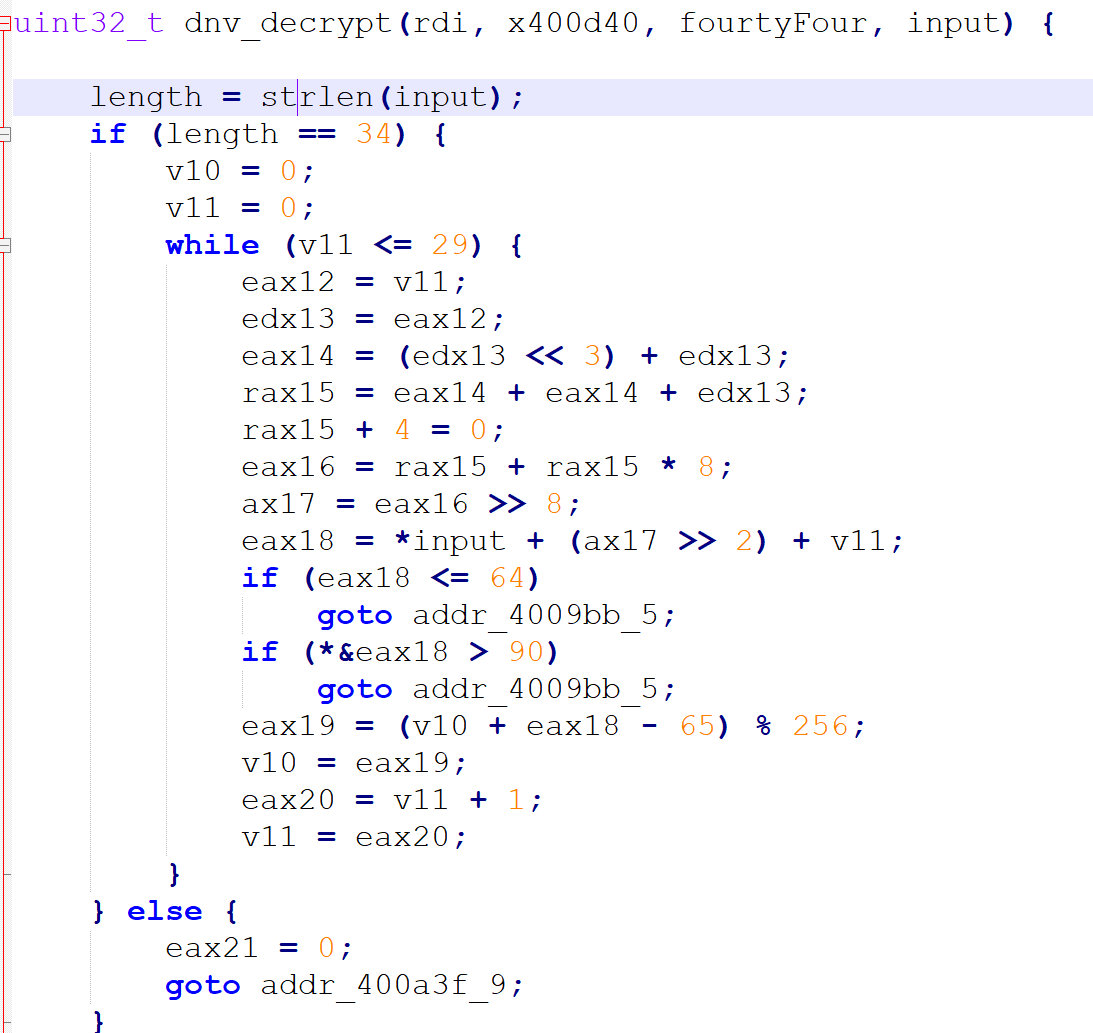 uint32_t dnv_decrypt(rdi, x400d40, fourtyFour, input) {
length = strlen(input);
if (length == 34) {
v10 = 0;
v11 = 0;
while (v11 <= 29) {
eax12 = v11;
edx13 = eax12;
eax14 = (edx13 << 3) + edx13;
rax15 = eax14 + eax14 + edx13;
rax15 + 4 = 0;
eax16 = rax15 + rax15 * 8;
ax17 = eax16 >> 8;
eax18 = *input + (ax17 >> 2) + v11;
if (eax18 <= 64)
goto addr_4009bb_5;
if (*&eax18 > 90)
goto addr_4009bb_5;
eax19 = (v10 + eax18 - 65) % 256;
v10 = eax19;
eax20 = v11 + 1;
v11 = eax20;
}
} else {
eax21 = 0;
goto addr_400a3f_9;
}